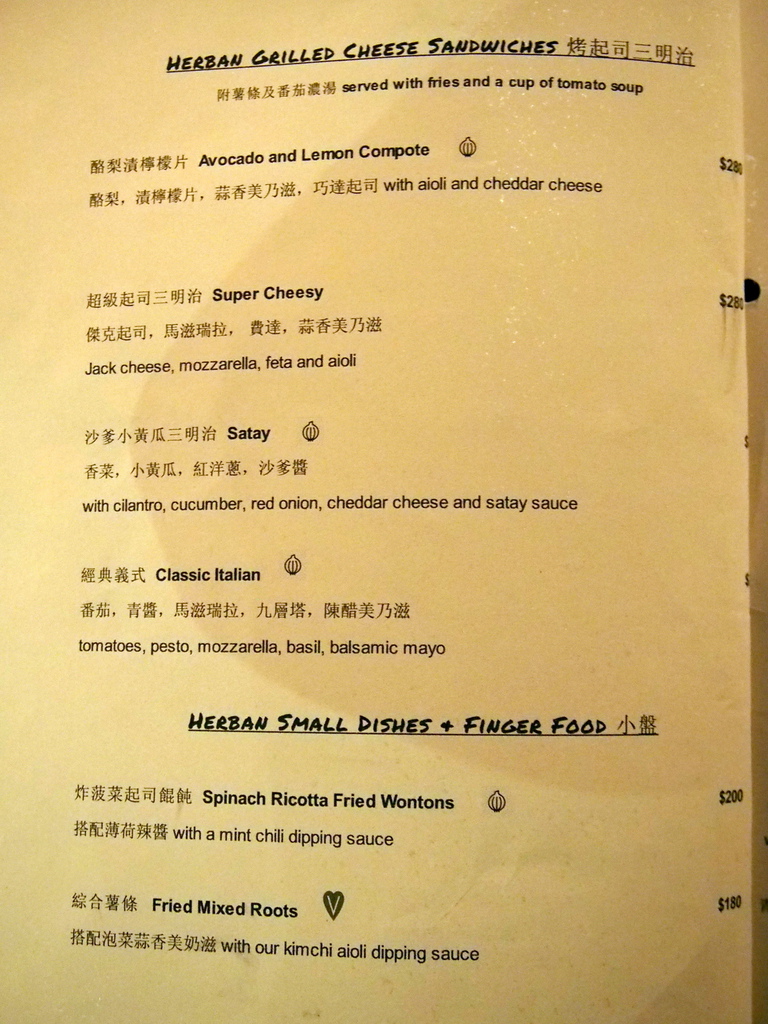 HERBAN GRILLED CHEESE SANDWICHES 烤起司三明治
附薯條及番茄濃湯 served with fries and a cup of tomato soup
酪梨漬檸檬片 Avocado and Lemon Compote $280
酪梨，漬檸檬片，蒜香美乃滋，巧達起司 with aioli and cheddar cheese
超級起司三明治 Super Cheesy $280
傑克起司，馬滋瑞拉， 費達，蒜香美乃滋
Jack cheese, mozzarella, feta and aioli
沙爹小黃瓜三明治 Satay $
香菜，小黃瓜，紅洋蔥，沙爹醬
with cilantro, cucumber, red onion, cheddar cheese and satay sauce
經典義式 Classic Italian $
番茄，青醬，馬滋瑞拉，九層塔，陳醋美乃滋
tomatoes, pesto, mozzarella, basil, balsamic mayo
HERBAN SMALL DISHES + FINGER FOOD 小盤
炸菠菜起司餛飩 Spinach Ricotta Fried Wontons $200
搭配薄荷辣醬 with a mint chili dipping sauce
綜合薯條 Fried Mixed Roots V $180
搭配泡菜蒜香美奶滋 with our kimchi aioli dipping sauce